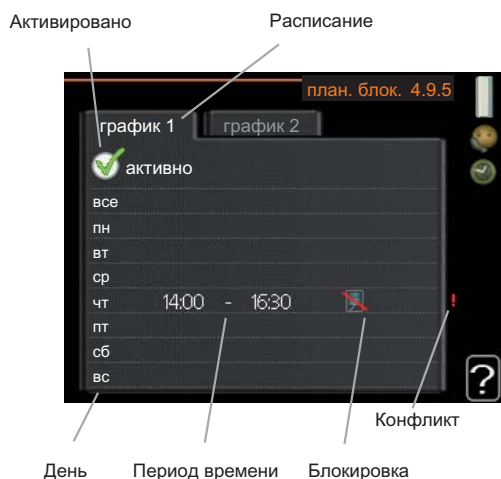 Активировано Расписание
план. блок. 4.9.5
график 1 график 2
активно
все
пн
вт
ср
чт 14:00 - 16:30 !
пт
сб
вс
?
Конфликт
День Период времени Блокировка